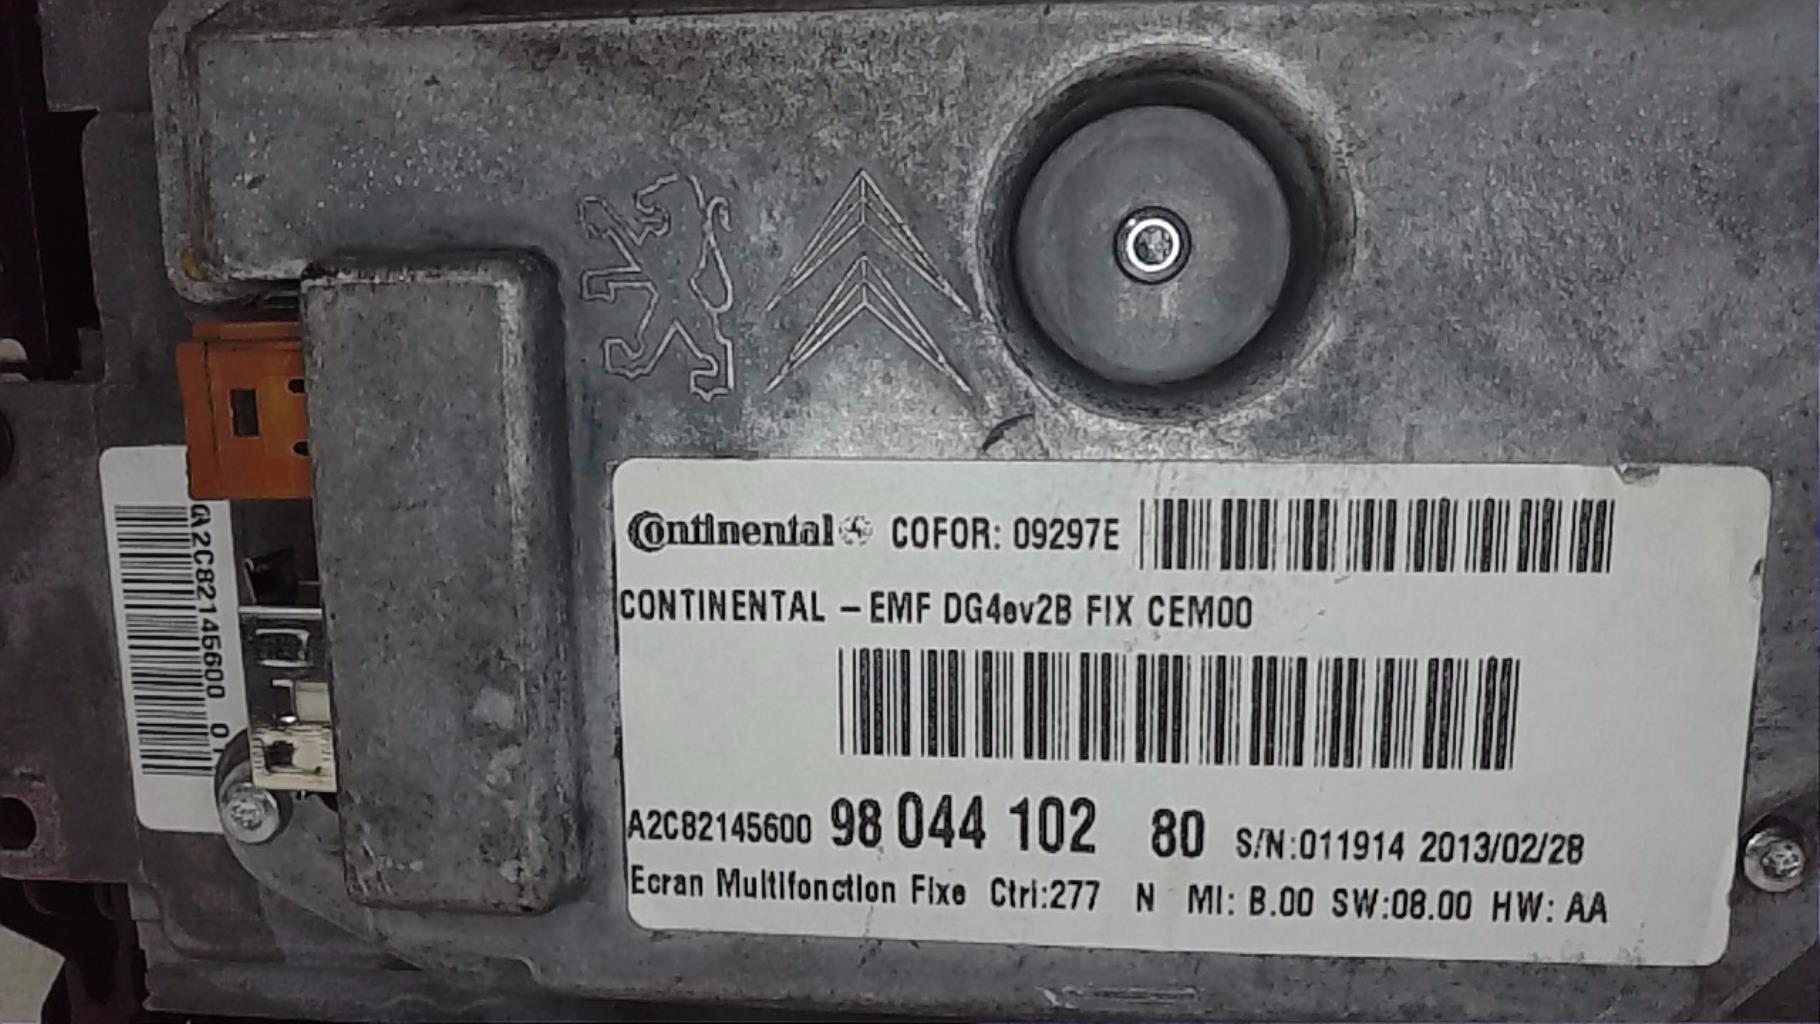 Continental COFOR: 09297E
CONTINENTAL - EMF DG4ev2B FIX CEM00
A2C82145600 98 044 102 80 S/N:011914 2013/02/28
Ecran Multifonction Fixe Ctrl:277 N MI: B.00 SW:08.00 HW: AA
A2C82145600